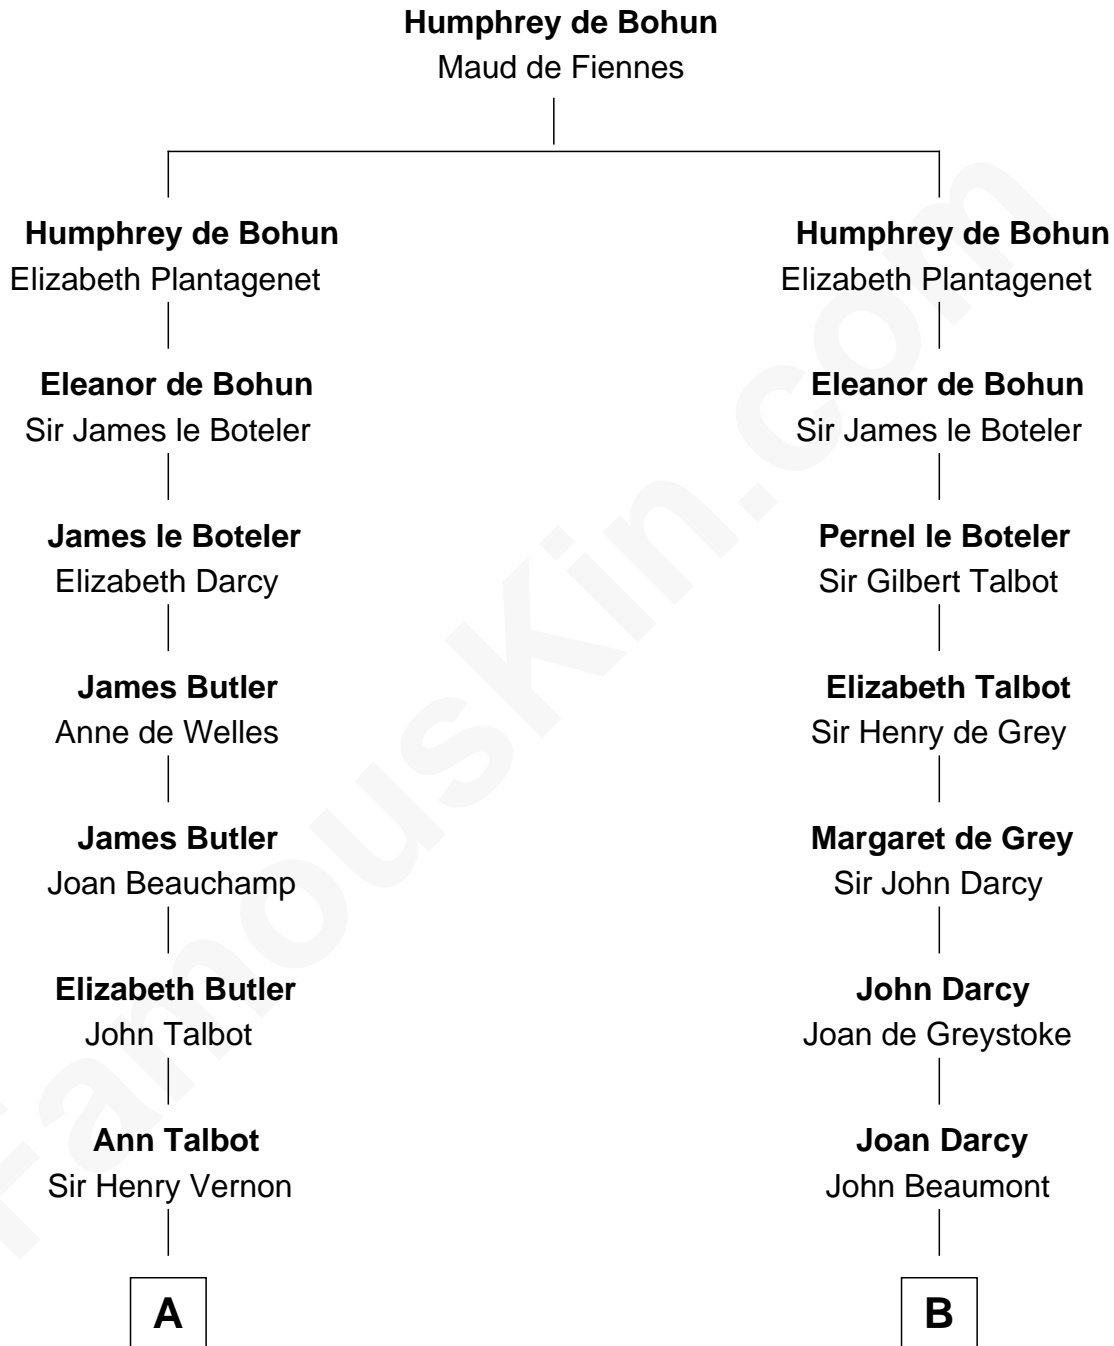 Humphrey de Bohun
Maud de Fiennes
Humphrey de Bohun
Elizabeth Plantagenet
Eleanor de Bohun
Sir James le Boteler
James le Boteler
Elizabeth Darcy
James Butler
Anne de Welles
James Butler
Joan Beauchamp
Elizabeth Butler
John Talbot
Ann Talbot
Sir Henry Vernon
A
Humphrey de Bohun
Elizabeth Plantagenet
Eleanor de Bohun
Sir James le Boteler
Pernel le Boteler
Sir Gilbert Talbot
Elizabeth Talbot
Sir Henry de Grey
Margaret de Grey
Sir John Darcy
John Darcy
Joan de Greystoke
Joan Darcy
John Beaumont
B
FamousKin.com